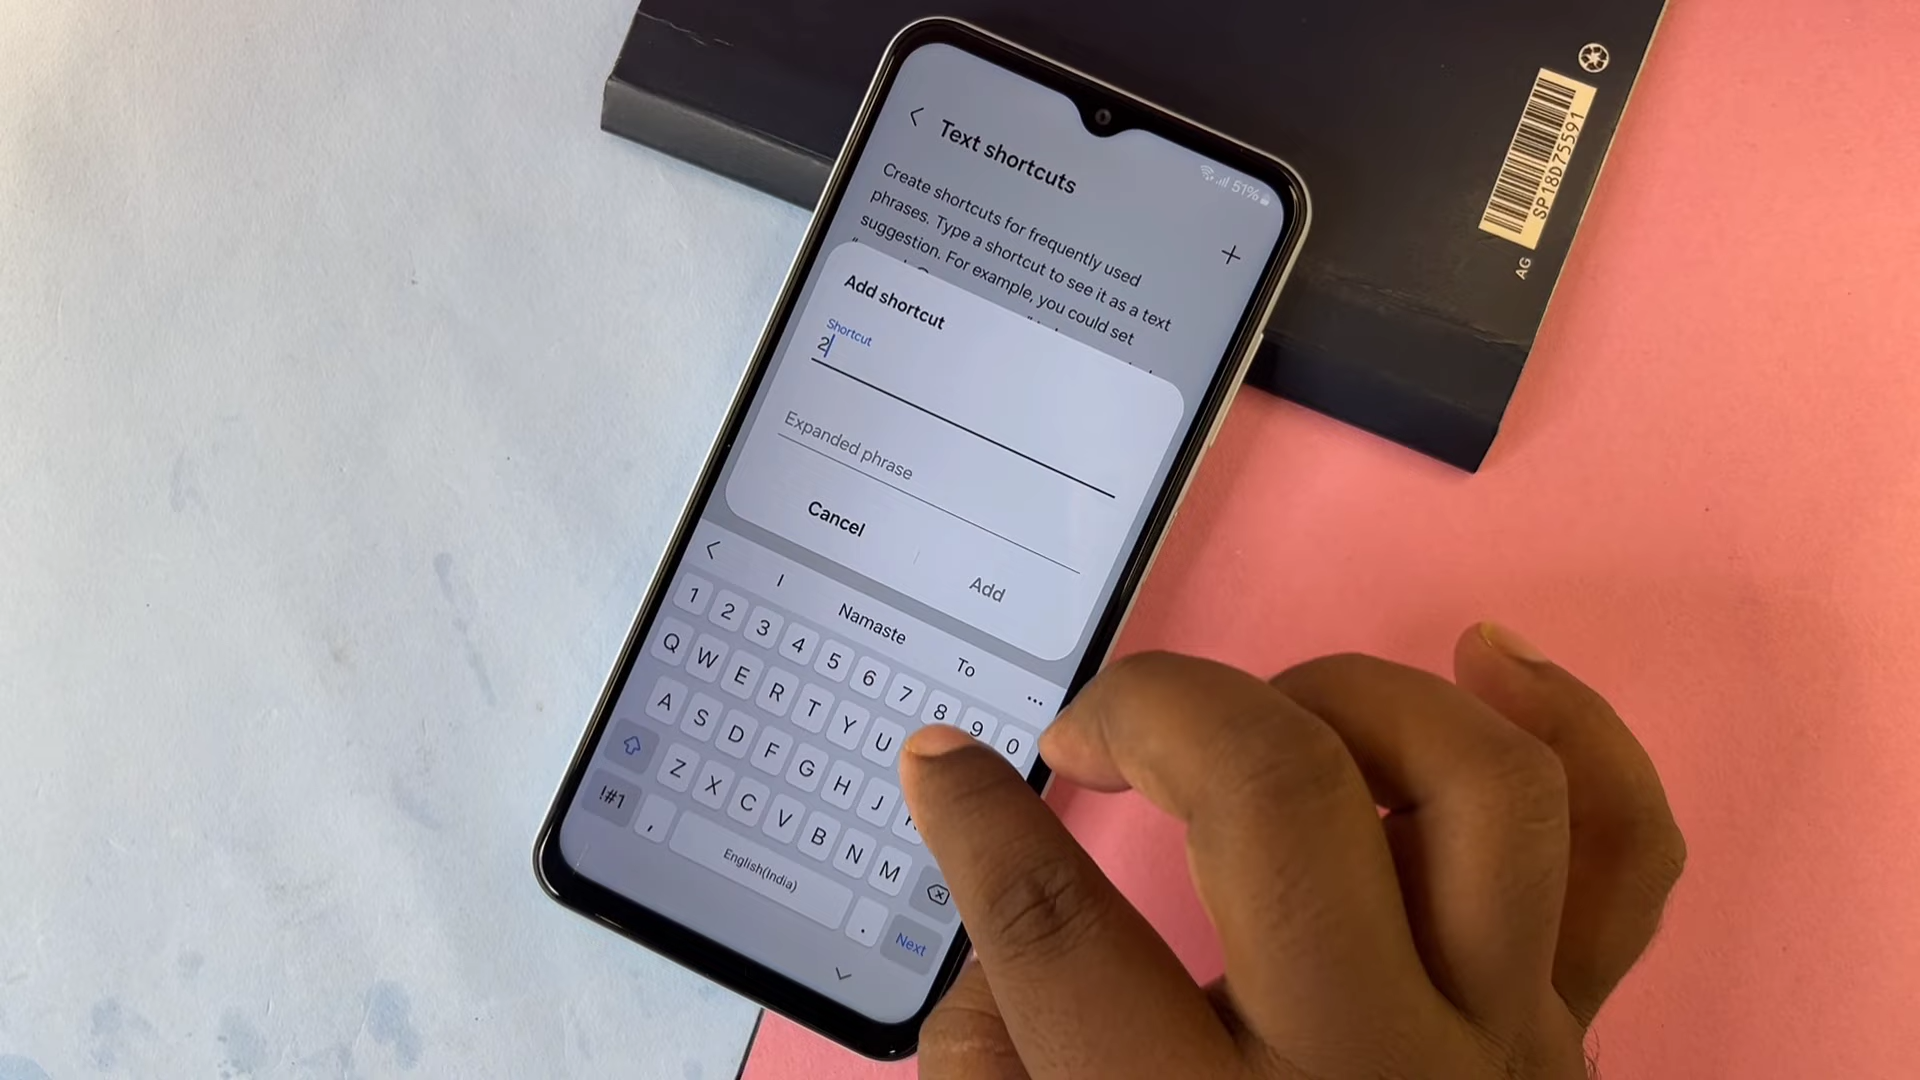 51%
Text shortcuts
Create shortcuts for frequently used
phrases. Type a shortcut to see it as a text
suggestion. For example, you could set
Add shortcut
Shortcut
2
Expanded phrase
Cancel
Add
I
Namaste
To
1 2 3 4 5 6 7 8 9 0
Q W E R T Y U
A S D F G H J
Z X C V B N M
!#1
,
English(India)
.
Next
SP18D75591
AG